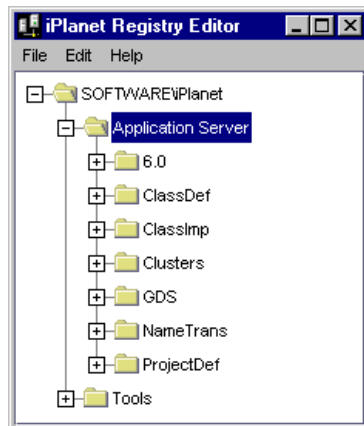 iPlanet Registry Editor
File Edit Help
SOFTWARE\iPlanet
Application Server
6.0
ClassDef
ClassImp
Clusters
GDS
NameTrans
ProjectDef
Tools